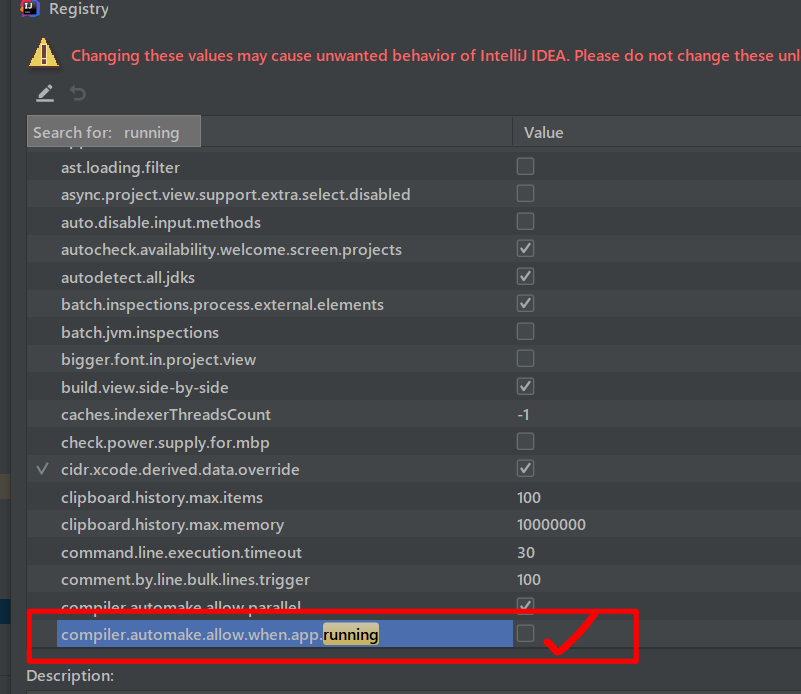 Registry
Changing these values may cause unwanted behavior of IntelliJ IDEA. Please do not change these unl
Search for: running
Value
ast.loading.filter
async.project.view.support.extra.select.disabled
auto.disable.input.methods
autocheck.availability.welcome.screen.projects
autodetect.all.jdks
batch.inspections.process.external.elements
batch.jvm.inspections
bigger.font.in.project.view
build.view.side-by-side
caches.indexerThreadsCount -1
check.power.supply.for.mbp
cidr.xcode.derived.data.override
clipboard.history.max.items 100
clipboard.history.max.memory 10000000
command.line.execution.timeout 30
comment.by.line.bulk.lines.trigger 100
compiler.automake.allow.parallel
compiler.automake.allow.when.app.running
Description: